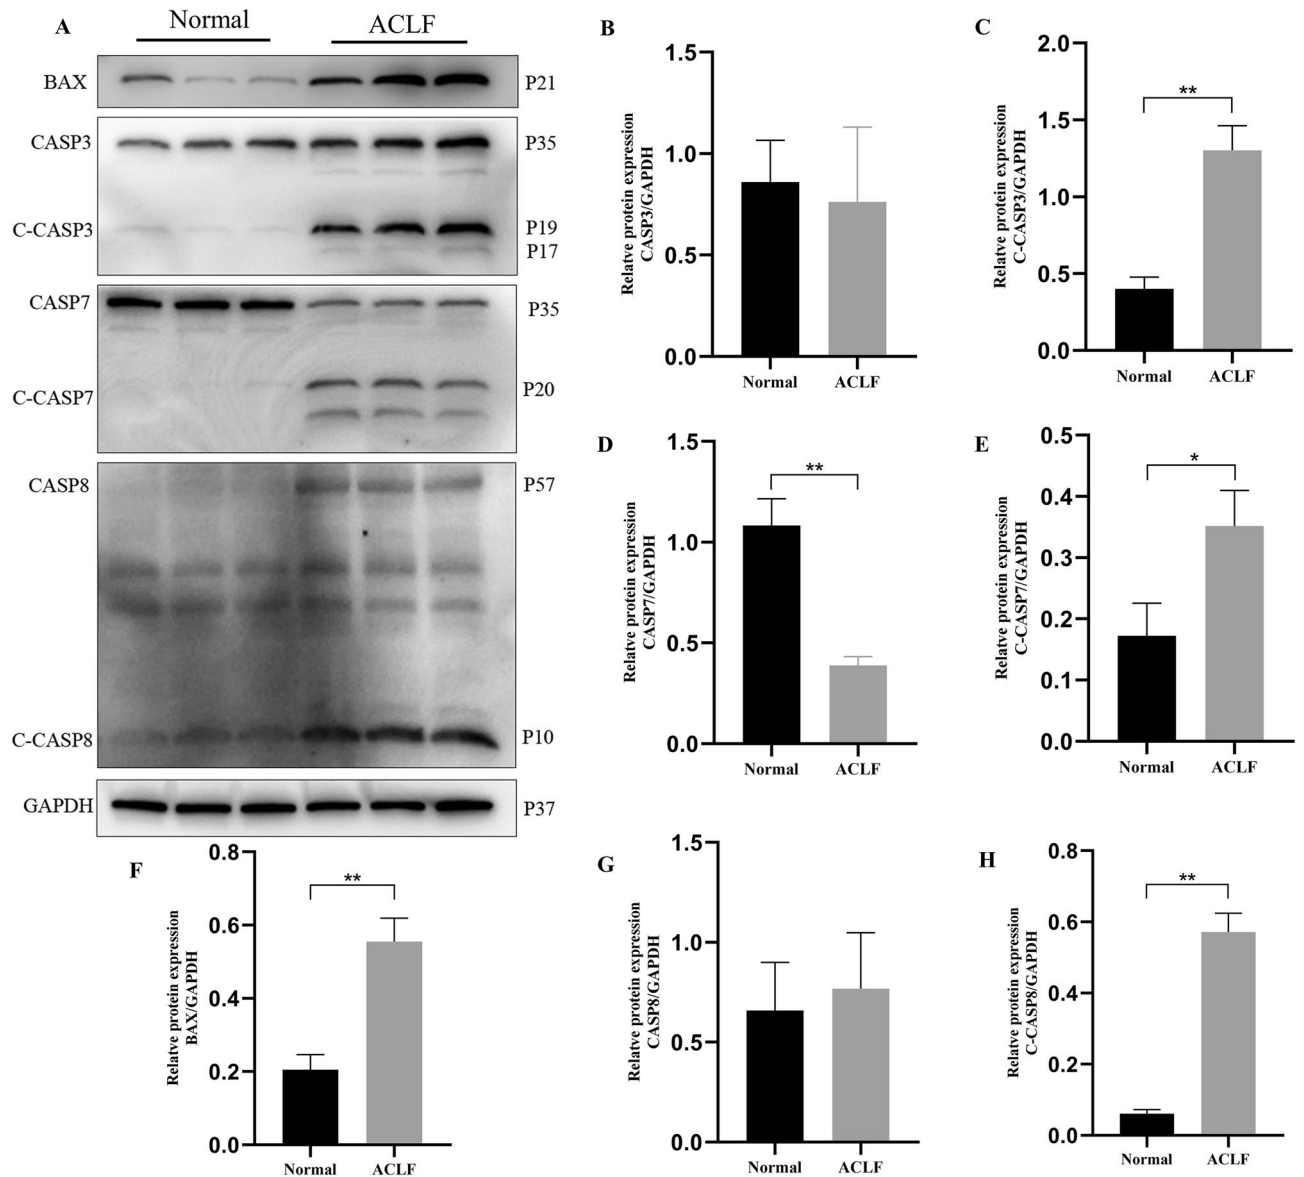 A
Normal
ACLF
BAX
P21
CASP3
P35
C-CASP3
P19
P17
CASP7
P35
C-CASP7
P20
CASP8
P57
C-CASP8
P10
GAPDH
P37
B
Relatve protein expression
CASP3/GAPDH
1.5
1.0
0.5
0.0
Normal
ACLF
C
Relatve protein expression
C-CASP3/GAPDH
2.0
1.5
1.0
0.5
0.0
**
Normal
ACLF
D
Relatve protein expression
CASP7/GAPDH
1.5
1.0
0.5
0.0
**
Normal
ACLF
E
Relatve protein expression
C-CASP7/GAPDH
0.5
0.4
0.3
0.2
0.1
0.0
*
Normal
ACLF
F
Relatve protein expression
BAX/GAPDH
0.8
0.6
0.4
0.2
0.0
**
Normal
ACLF
G
Relatve protein expression
CASP8/GAPDH
1.5
1.0
0.5
0.0
Normal
ACLF
H
Relatve protein expression
C-CASP8/GAPDH
0.8
0.6
0.4
0.2
0.0
**
Normal
ACLF